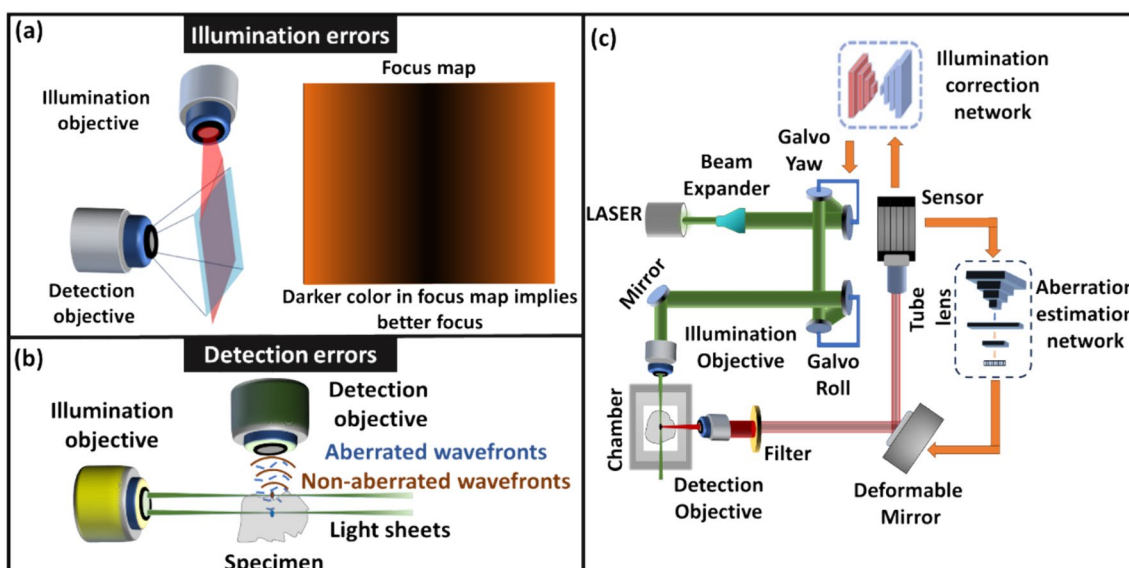 (a)
Illumination errors
Illumination
objective
Focus map
Detection
objective
Darker color in focus map implies
better focus
(b)
Detection errors
Illumination
objective
Detection
objective
Aberrated wavefronts
Non-aberrated wavefronts
Light sheets
Specimen
(c)
Illumination
correction
network
Galvo
Yaw
Beam
Expander
LASER
Sensor
Mirror
Tube
lens
Aberration
estimation
network
Illumination
Objective
Galvo
Roll
Chamber
Filter
Detection
Objective
Deformable
Mirror